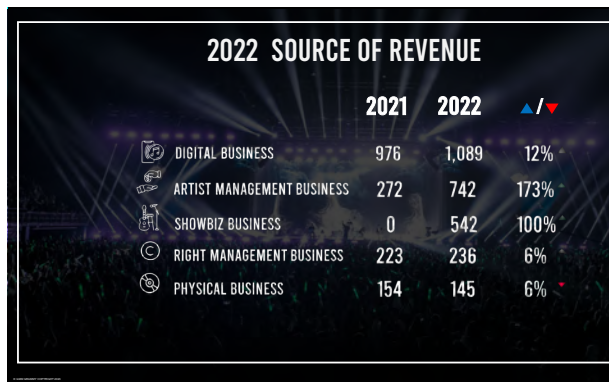 2022 SOURCE OF REVENUE
2021 2022 ▲/▼
DIGITAL BUSINESS 976 1,089 12%
ARTIST MANAGEMENT BUSINESS 272 742 173%
SHOWBIZ BUSINESS 0 542 100%
© RIGHT MANAGEMENT BUSINESS 223 236 6%
PHYSICAL BUSINESS 154 145 6% ▼